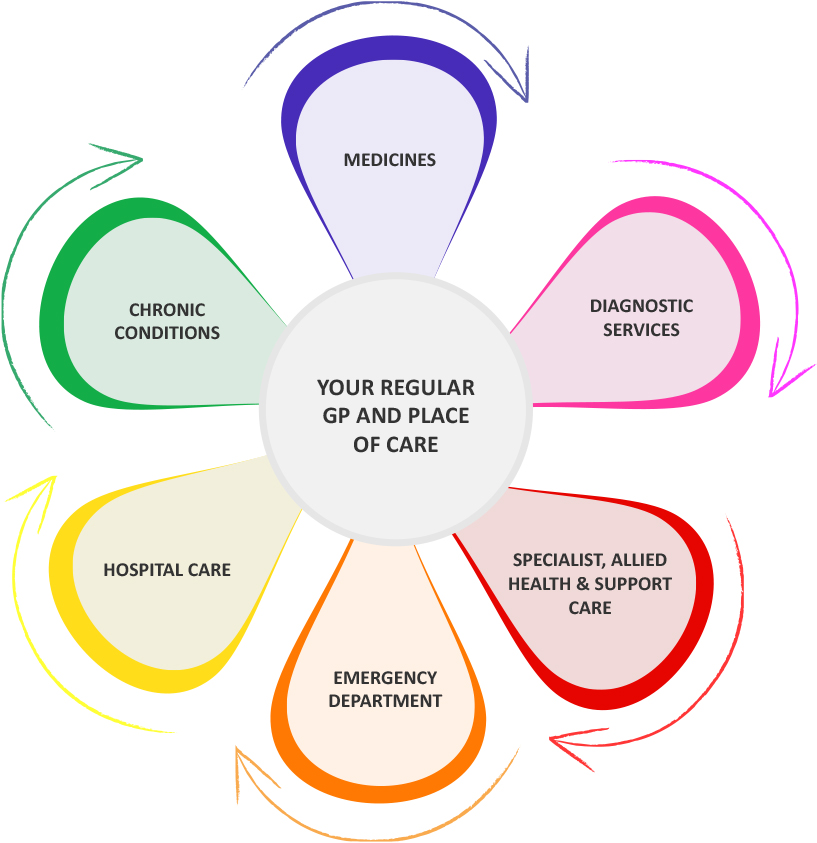 MEDICINES
DIAGNOSTIC
SERVICES
CHRONIC
CONDITIONS
YOUR REGULAR
GP AND PLACE
OF CARE
SPECIALIST, ALLIED
HEALTH & SUPPORT
CARE
HOSPITAL CARE
EMERGENCY
DEPARTMENT